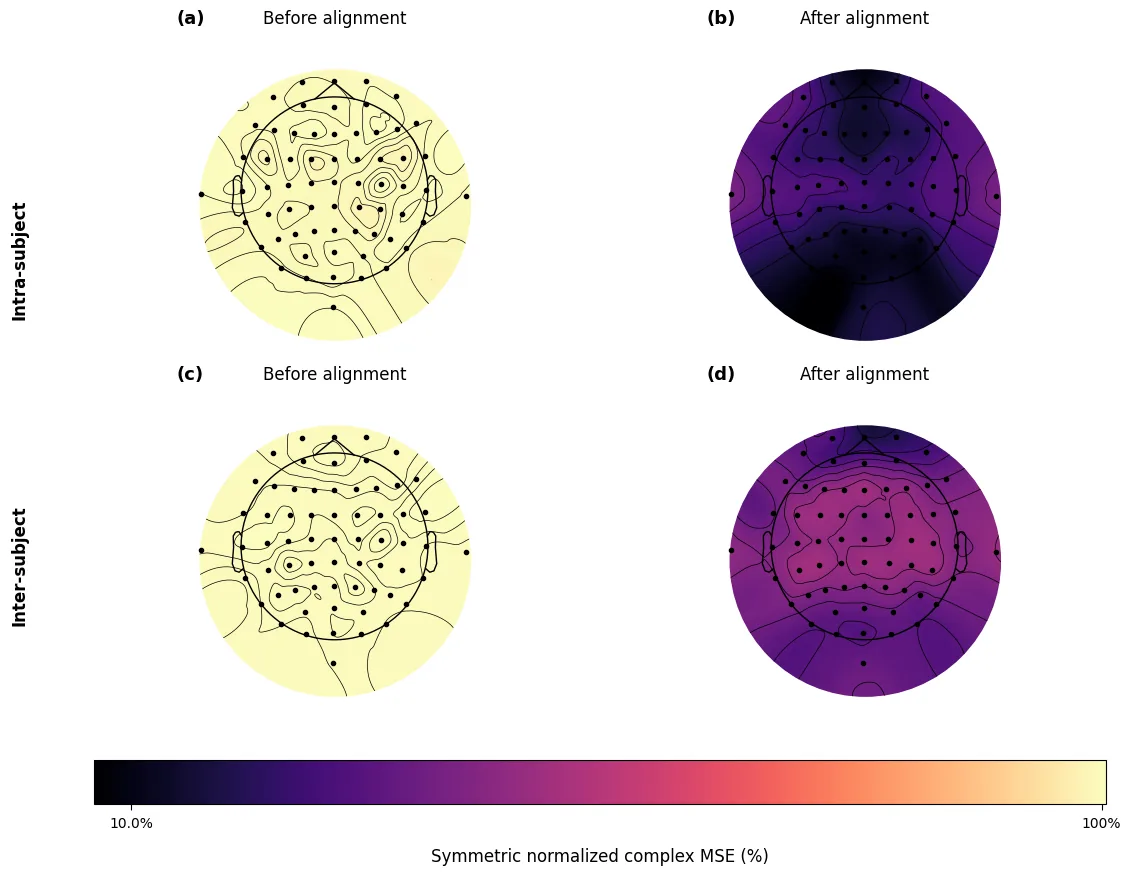 (a) Before alignment
(b) After alignment
Intra-subject
(c) Before alignment
(d) After alignment
Inter-subject
10.0% 100%
Symmetric normalized complex MSE (%)